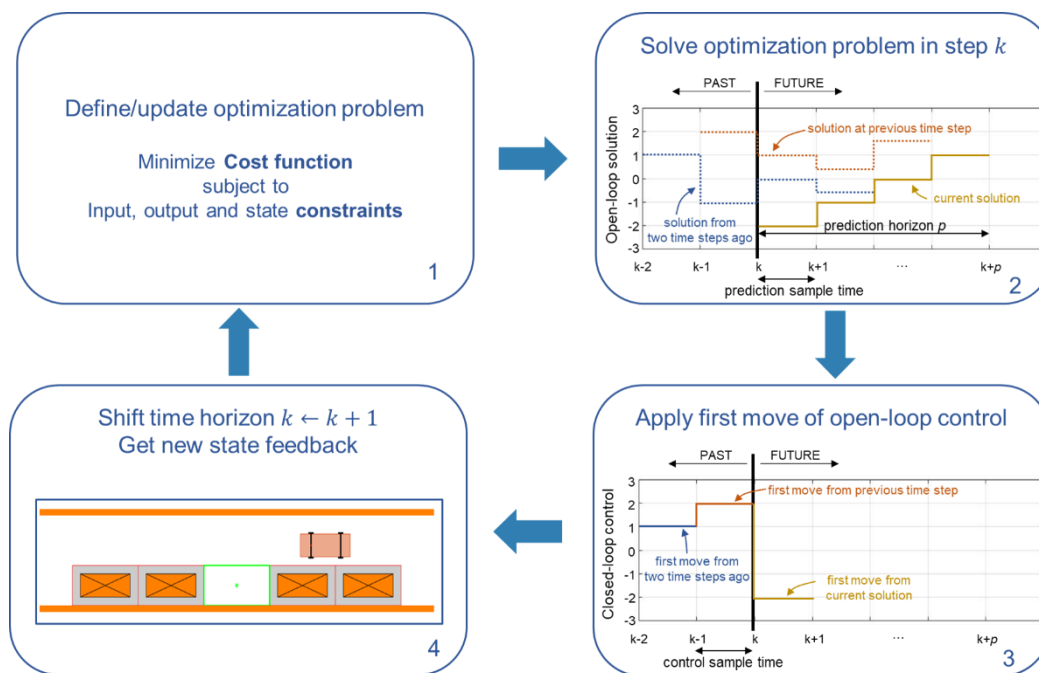 Define/update optimization problem
Minimize Cost function
subject to
Input, output and state constraints
1
Solve optimization problem in step k
PAST
FUTURE
3
2
1
0
-1
-2
-3
Open-loop solution
solution at previous time step
current solution
solution from
two time steps ago
prediction horizon p
k-2
k-1
k
k+1
...
k+p
prediction sample time
2
Apply first move of open-loop control
PAST
FUTURE
3
2
1
0
-1
-2
-3
Closed-loop control
first move from previous time step
first move from
two time steps ago
first move from
current solution
k-2
k-1
k
k+1
...
k+p
control sample time
3
Shift time horizon k ← k + 1
Get new state feedback
4